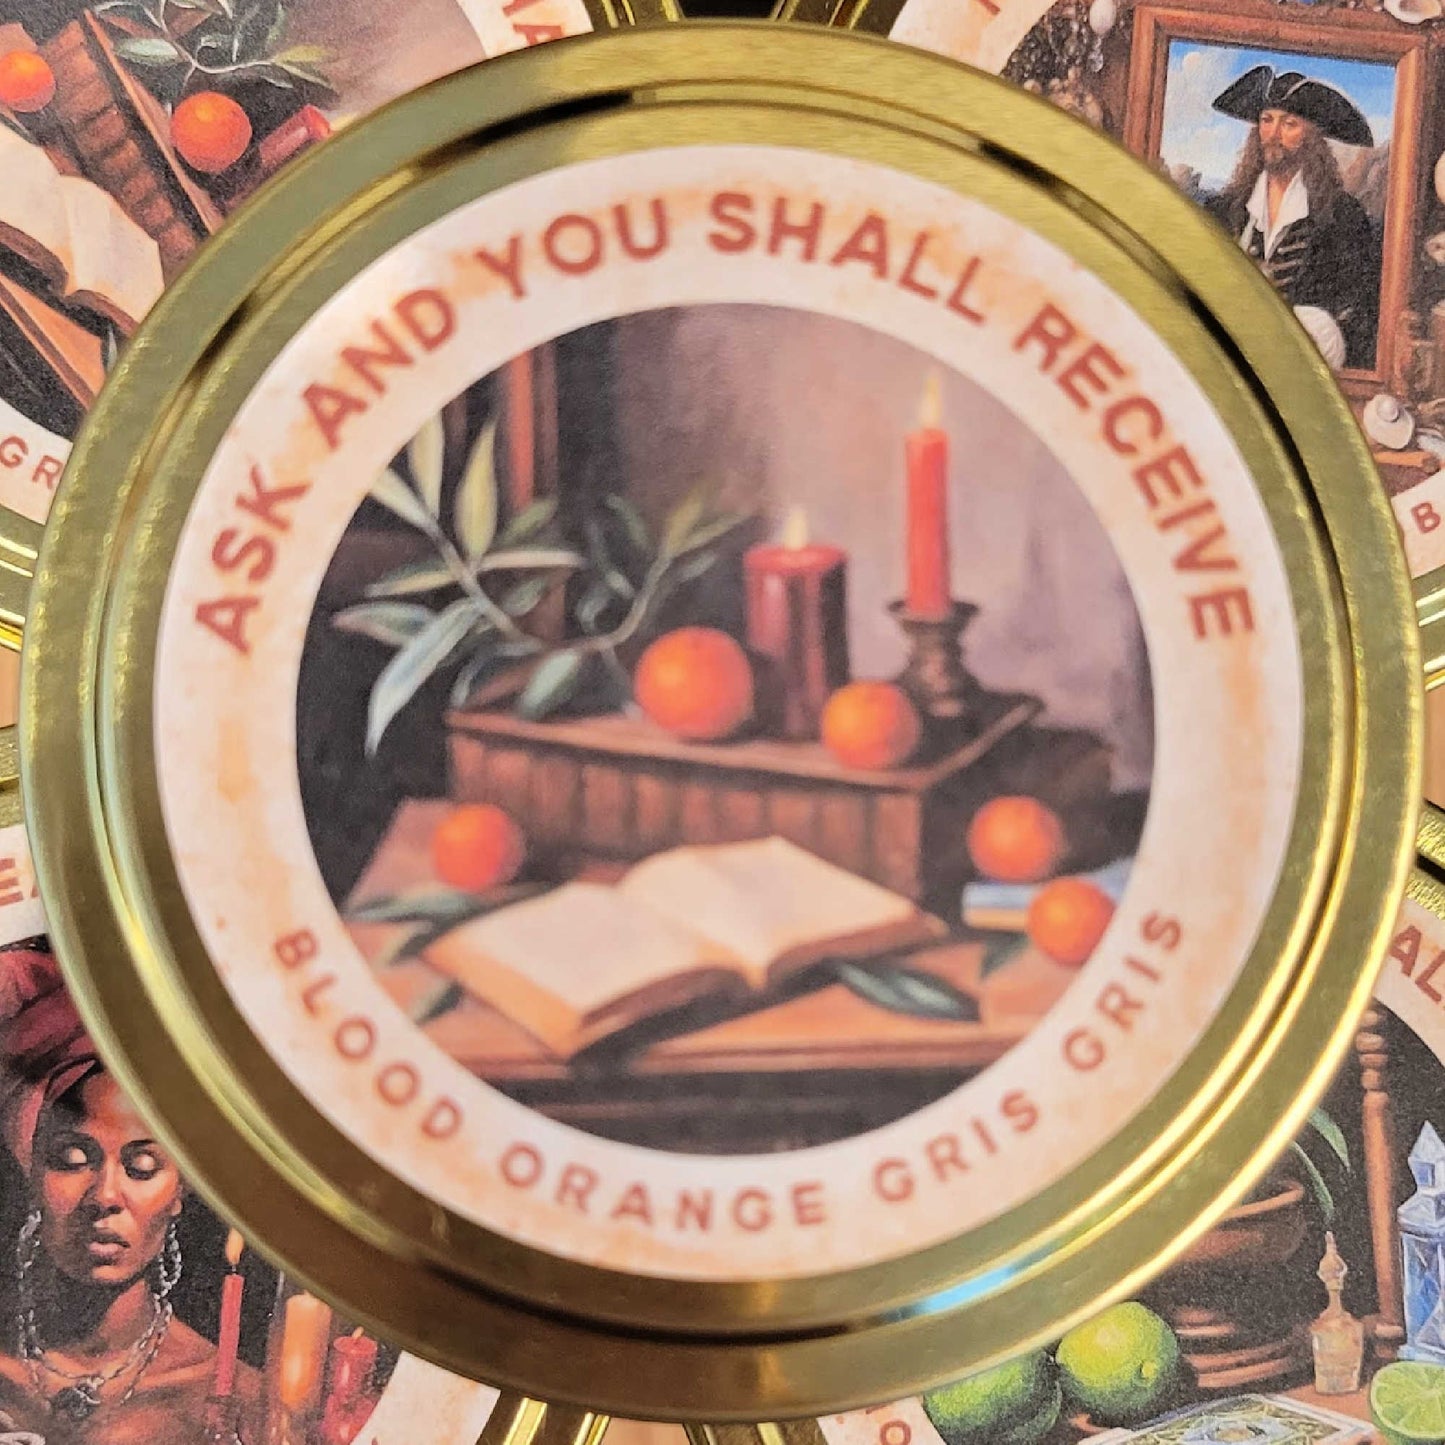 ASK AND YOU SHALL RECEIVE
BLOOD ORANGE GRIS GRIS